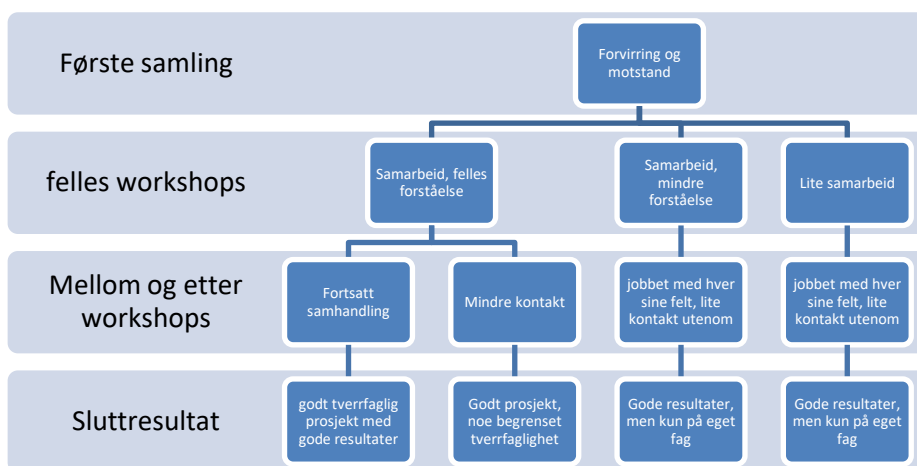 Første samling
Forvirring og
motstand
felles workshops
Samarbeid, felles
forståelse
Samarbeid,
mindre
forståelse
Lite samarbeid
Mellom og etter
workshops
Fortsatt
samhandling
Mindre kontakt
jobbet med hver
sine felt, lite
kontakt utenom
jobbet med hver
sine felt, lite
kontakt utenom
Sluttresultat
godt tverrfaglig
prosjekt med
gode resultater
Godt prosjekt,
noe begrenset
tverrfaglighet
Gode resultater,
men kun på eget
fag
Gode resultater,
men kun på eget
fag